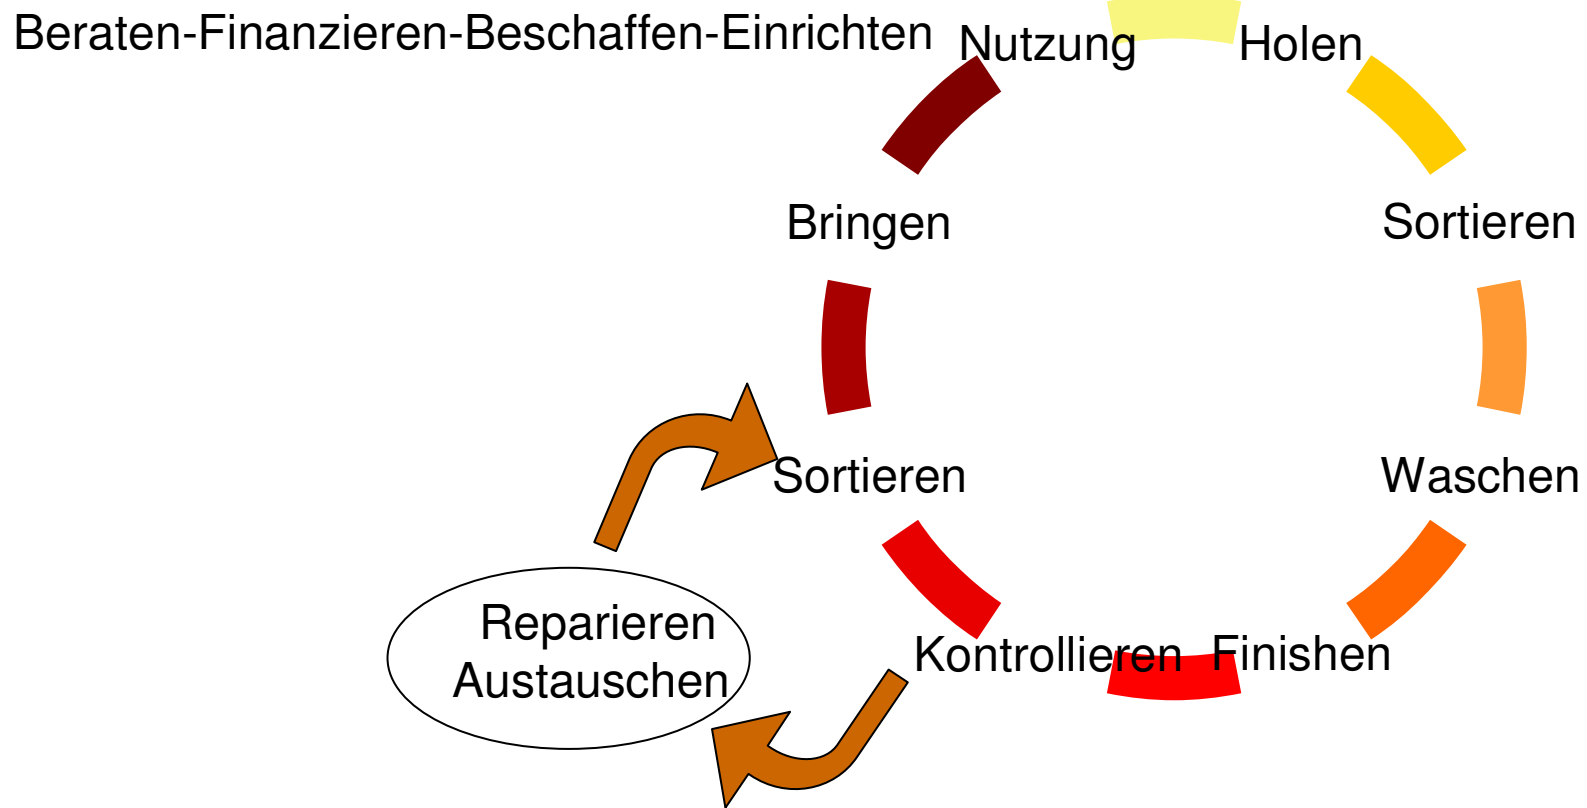 Beraten-Finanzieren-Beschaffen-Einrichten
Nutzung
Holen
Sortieren
Waschen
Finishen
Kontrollieren
Reparieren
Austauschen
Sortieren
Bringen